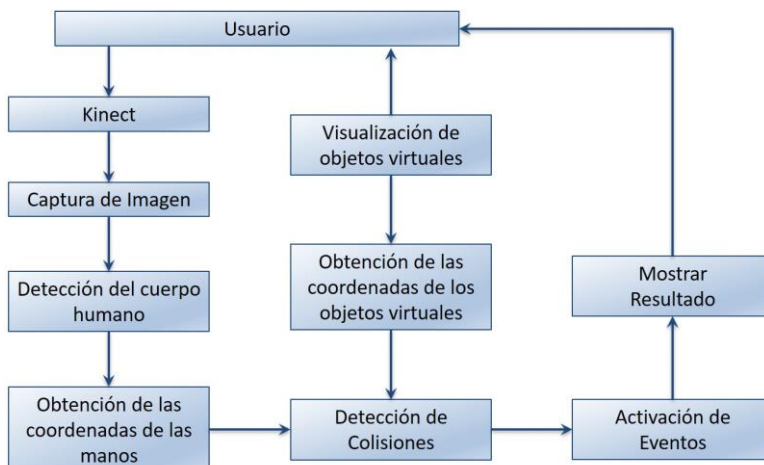 Usuario
Kinect
Captura de Imagen
Detección del cuerpo
humano
Obtención de las
coordenadas de las
manos
Visualización de
objetos virtuales
Obtención de las
coordenadas de los
objetos virtuales
Detección de
Colisiones
Activación de
Eventos
Mostrar
Resultado